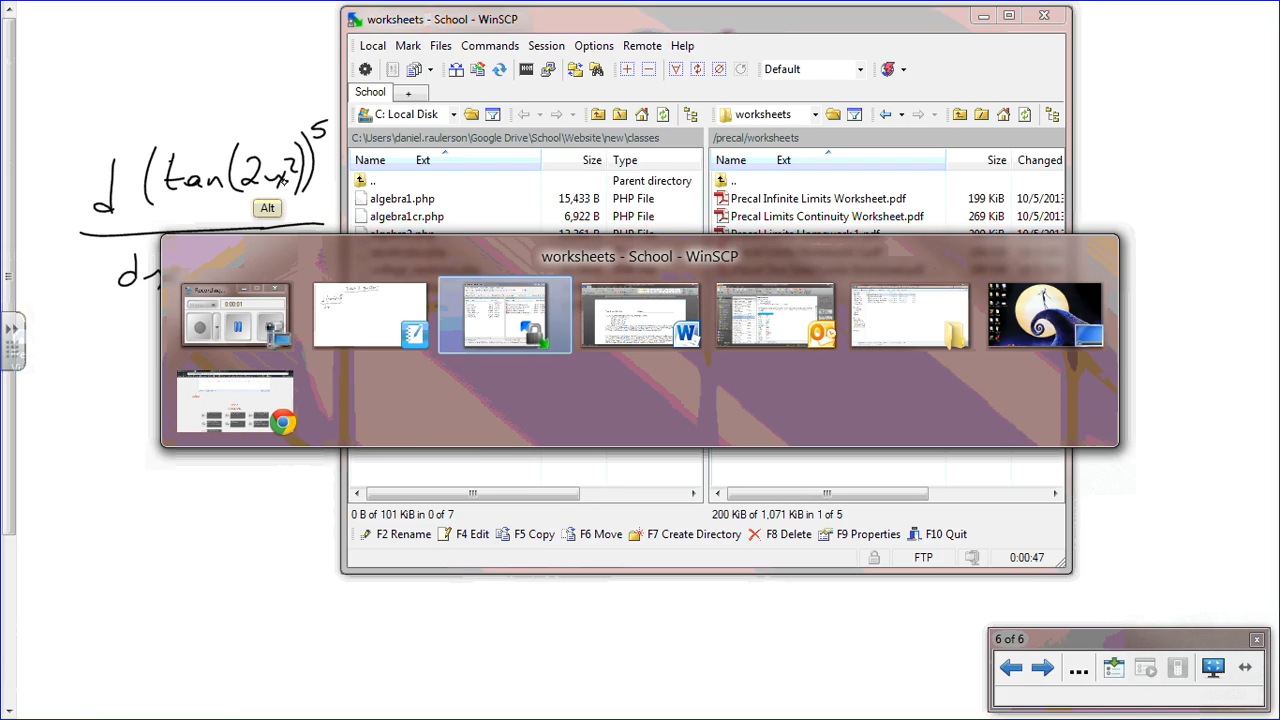 worksheets - School - WinSCP
Local Mark Files Commands Session Options Remote Help
Default
School +
C: Local Disk
worksheets
C:\Users\daniel.raulerson\Google Drive\School\Website\new\classes
/precal/worksheets
Name Ext Size Type
Name Ext Size Changed
.. Parent directory
..
algebra1.php 15,433 B PHP File
Precal Infinite Limits Worksheet.pdf 199 KiB 10/5/2013
algebra1cr.php 6,922 B PHP File
Precal Limits Continuity Worksheet.pdf 269 KiB 10/5/2013
d (tan(2x²))⁵
Alt
worksheets - School - WinSCP
Recording...
0:00:01
0 B of 101 KiB in 0 of 7
200 KiB of 1,071 KiB in 1 of 5
F2 Rename F4 Edit F5 Copy F6 Move F7 Create Directory F8 Delete F9 Properties F10 Quit
FTP 0:00:47
6 of 6